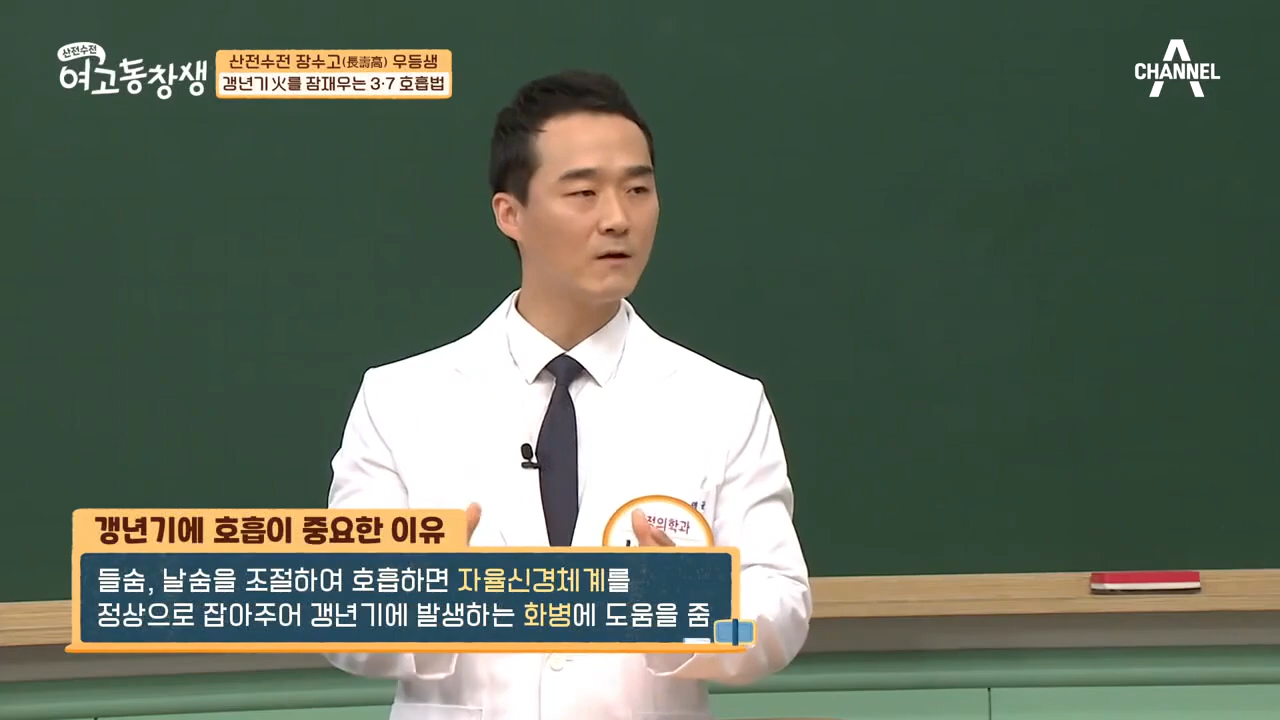 산전수전
여고동창생
산전수전 장수고(長壽高) 우등생
갱년기 火를 잠재우는 3·7 호흡법
CHANNEL A
정의학과
갱년기에 호흡이 중요한 이유
들숨, 날숨을 조절하여 호흡하면 자율신경체계를
정상으로 잡아주어 갱년기에 발생하는 화병에 도움을 줌